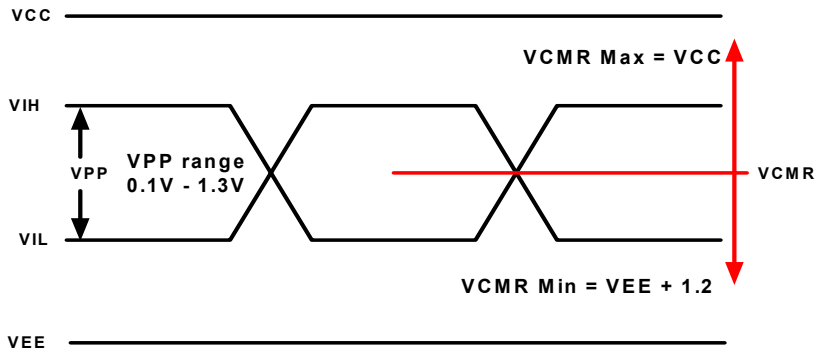 VCC
VCMR Max = VCC
VIH
VPP
VPP range
0.1V - 1.3V
VCMR
VIL
VCMR Min = VEE + 1.2
VEE